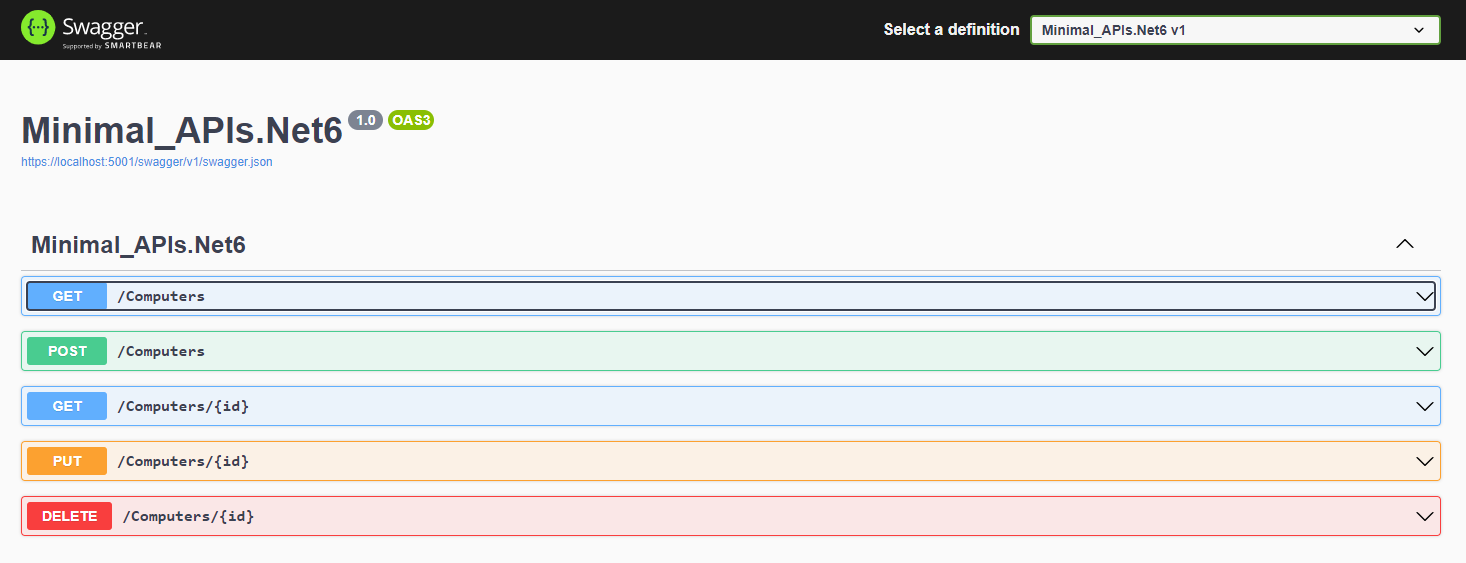 Swagger.
Supported by SMARTBEAR
Select a definition
Minimal_APIs.Net6 v1
Minimal_APIs.Net6 1.0 OAS3
https://localhost:5001/swagger/v1/swagger.json
Minimal_APIs.Net6
GET /Computers
POST /Computers
GET /Computers/{id}
PUT /Computers/{id}
DELETE /Computers/{id}